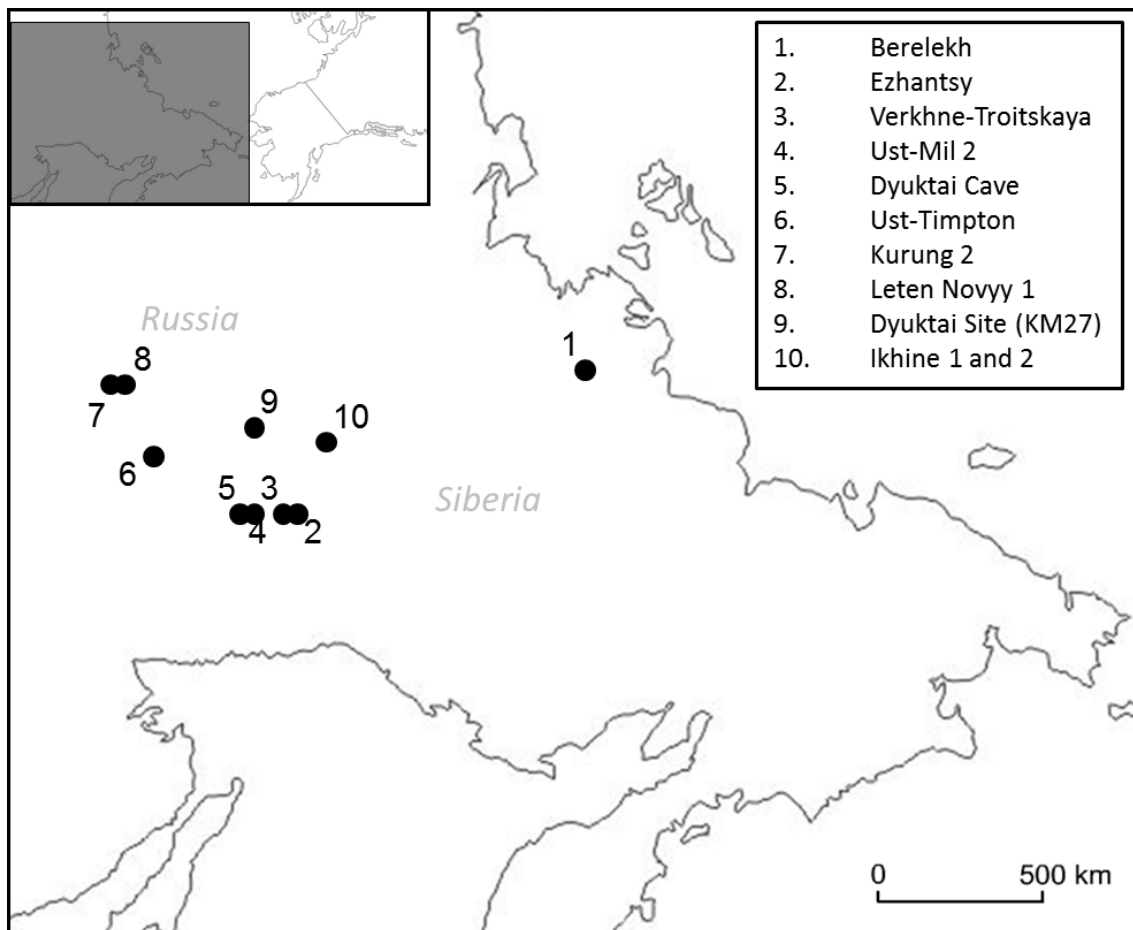 1. Berelekh
2. Ezhantsy
3. Verkhne-Troitskaya
4. Ust-Mil 2
5. Dyuktai Cave
6. Ust-Timpton
7. Kurung 2
8. Leten Novyy 1
9. Dyuktai Site (KM27)
10. Ikhine 1 and 2
Russia
1
8
7
9
10
6
5 3
Siberia
4 2
0 500 km